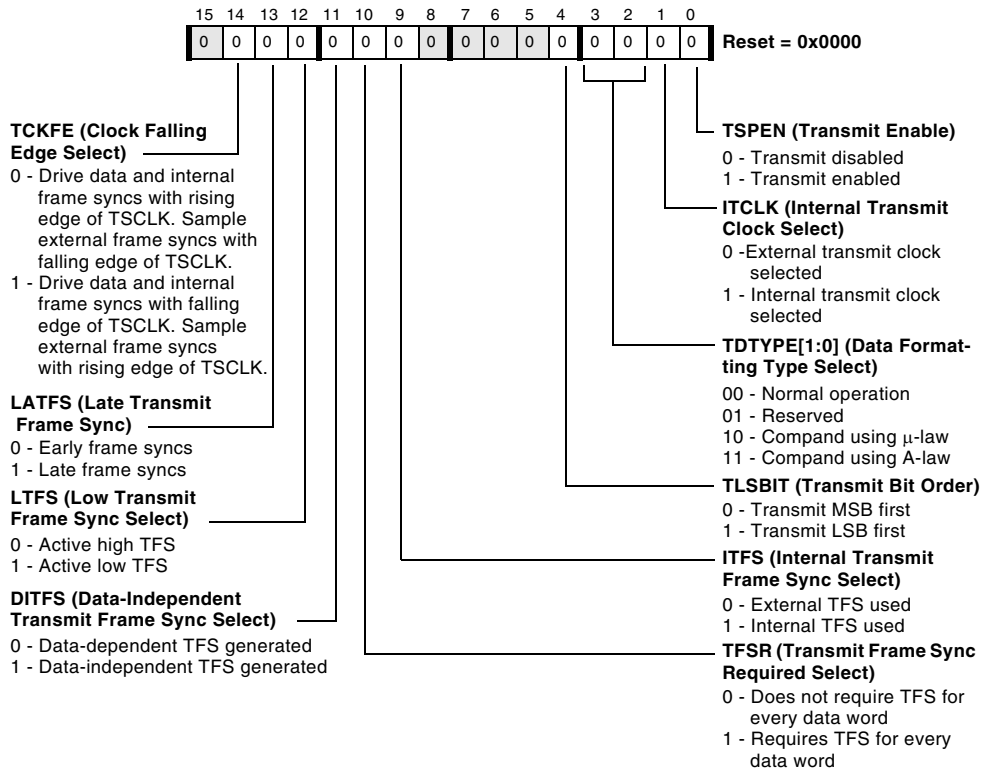 15 14 13 12 11 10 9 8 7 6 5 4 3 2 1 0
0 0 0 0 0 0 0 0 0 0 0 0 0 0 0 0 Reset = 0x0000
TCKFE (Clock Falling
Edge Select)
0 - Drive data and internal
frame syncs with rising
edge of TSCLK. Sample
external frame syncs with
falling edge of TSCLK.
1 - Drive data and internal
frame syncs with falling
edge of TSCLK. Sample
external frame syncs
with rising edge of TSCLK.
LATFS (Late Transmit
Frame Sync)
0 - Early frame syncs
1 - Late frame syncs
LTFS (Low Transmit
Frame Sync Select)
0 - Active high TFS
1 - Active low TFS
DITFS (Data-Independent
Transmit Frame Sync Select)
0 - Data-dependent TFS generated
1 - Data-independent TFS generated
TSPEN (Transmit Enable)
0 - Transmit disabled
1 - Transmit enabled
ITCLK (Internal Transmit
Clock Select)
0 -External transmit clock
selected
1 - Internal transmit clock
selected
TDTYPE[1:0] (Data Format-
ting Type Select)
00 - Normal operation
01 - Reserved
10 - Compand using μ-law
11 - Compand using A-law
TLSBIT (Transmit Bit Order)
0 - Transmit MSB first
1 - Transmit LSB first
ITFS (Internal Transmit
Frame Sync Select)
0 - External TFS used
1 - Internal TFS used
TFSR (Transmit Frame Sync
Required Select)
0 - Does not require TFS for
every data word
1 - Requires TFS for every
data word